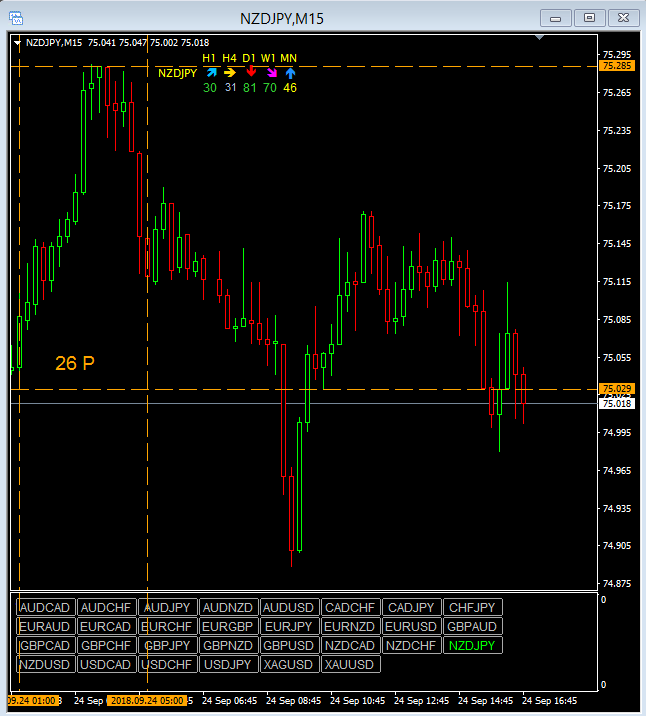 NZDJPY,M15
NZDJPY,M15 75.041 75.047 75.002 75.018
H1 H4 D1 W1 MN
NZDJPY
30 31 81 70 46
75.295
75.285
75.265
75.235
75.205
75.175
75.145
75.115
75.085
75.055
26 P
75.029
75.018
74.995
74.965
74.935
74.905
74.875
0
AUDCAD AUDCHF AUDJPY AUDNZD AUDUSD CADCHF CADJPY CHFJPY
EURAUD EURCAD EURCHF EURGBP EURJPY EURNZD EURUSD GBPAUD
GBPCAD GBPCHF GBPJPY GBPNZD GBPUSD NZDCAD NZDCHF NZDJPY
NZDUSD USDCAD USDCHF USDJPY XAGUSD XAUUSD
0
09.24 01:00 24 Sep 2018.09.24 05:00 24 Sep 06:45 24 Sep 08:45 24 Sep 10:45 24 Sep 12:45 24 Sep 14:45 24 Sep 16:45